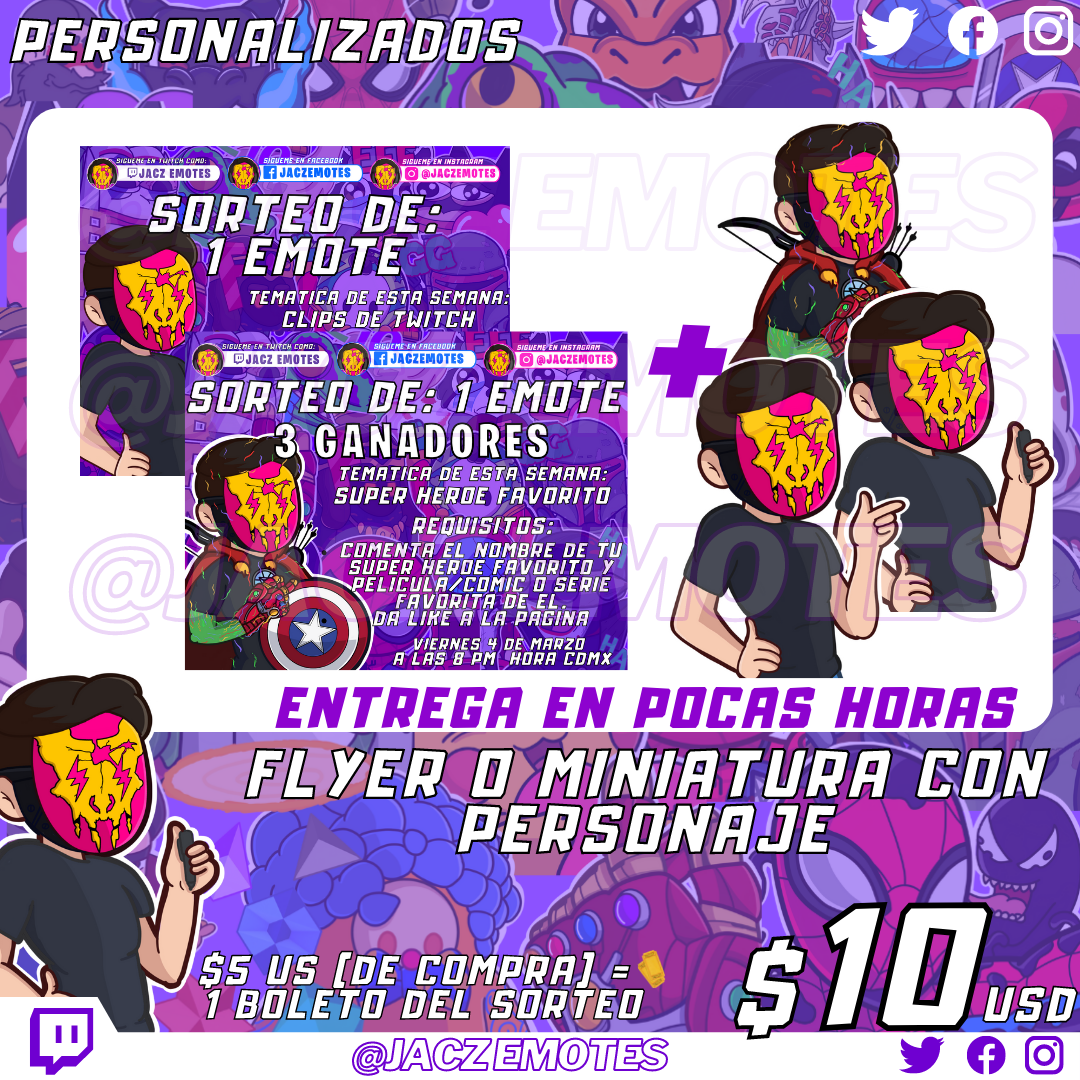 PERSONALIZADOS
SIGUEME EN TWITCH COMO:
JACZ EMOTES
SIGUEME EN FACEBOOK
JACZEMOTES
SIGUEME EN INSTAGRAM
@JACZEMOTES
SORTEO DE:
1 EMOTE
TEMATICA DE ESTA SEMANA:
CLIPS DE TWITCH
SIGUEME EN TWITCH COMO:
JACZ EMOTES
SIGUEME EN FACEBOOK
JACZEMOTES
SIGUEME EN INSTAGRAM
@JACZEMOTES
SORTEO DE: 1 EMOTE
3 GANADORES
TEMATICA DE ESTA SEMANA:
SUPER HEROE FAVORITO
REQUISITOS:
COMENTA EL NOMBRE DE TU
SUPER HEROE FAVORITO Y
PELICULA/COMIC O SERIE
FAVORITA DE EL.
DA LIKE A LA PAGINA
VIERNES 4 DE MARZO
A LAS 8 PM HORA CDMX
+
ENTREGA EN POCAS HORAS
FLYER O MINIATURA CON
PERSONAJE
$5 US (DE COMPRA) =
1 BOLETO DEL SORTEO
$10 USD
@JACZEMOTES